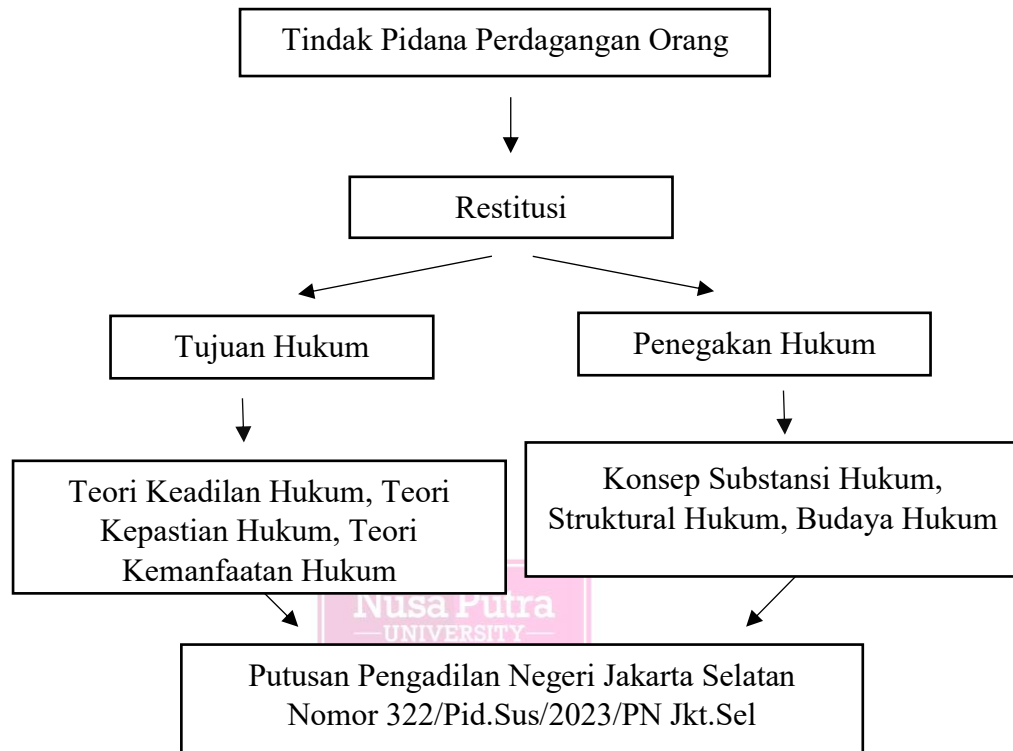 Tindak Pidana Perdagangan Orang
Restitusi
Tujuan Hukum
Penegakan Hukum
Teori Keadilan Hukum, Teori
Kepastian Hukum, Teori
Kemanfaatan Hukum
Konsep Substansi Hukum,
Struktural Hukum, Budaya Hukum
Nusa Putra
UNIVERSITY
Putusan Pengadilan Negeri Jakarta Selatan
Nomor 322/Pid.Sus/2023/PN Jkt.Sel